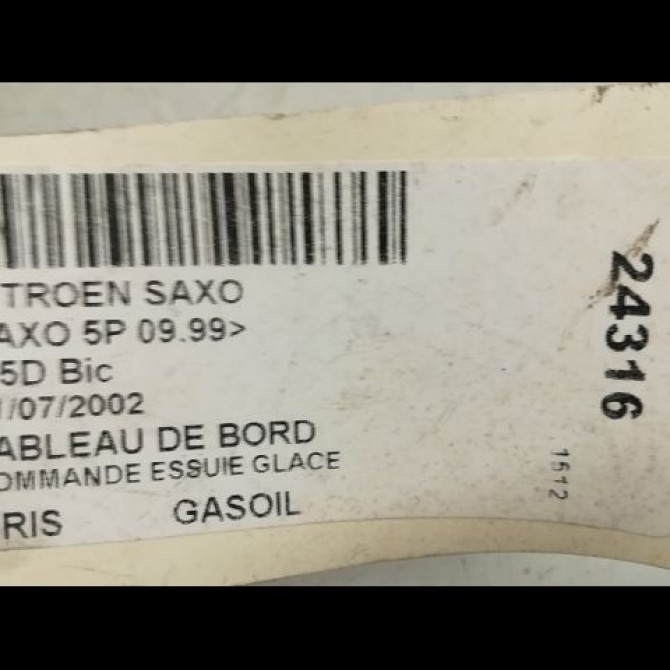 TROEN SAXO
AXO 5P 09.99>
5D Bic
/07/2002
ABLEAU DE BORD
OMMANDE ESSUIE GLACE
RIS GASOIL
24316
1512